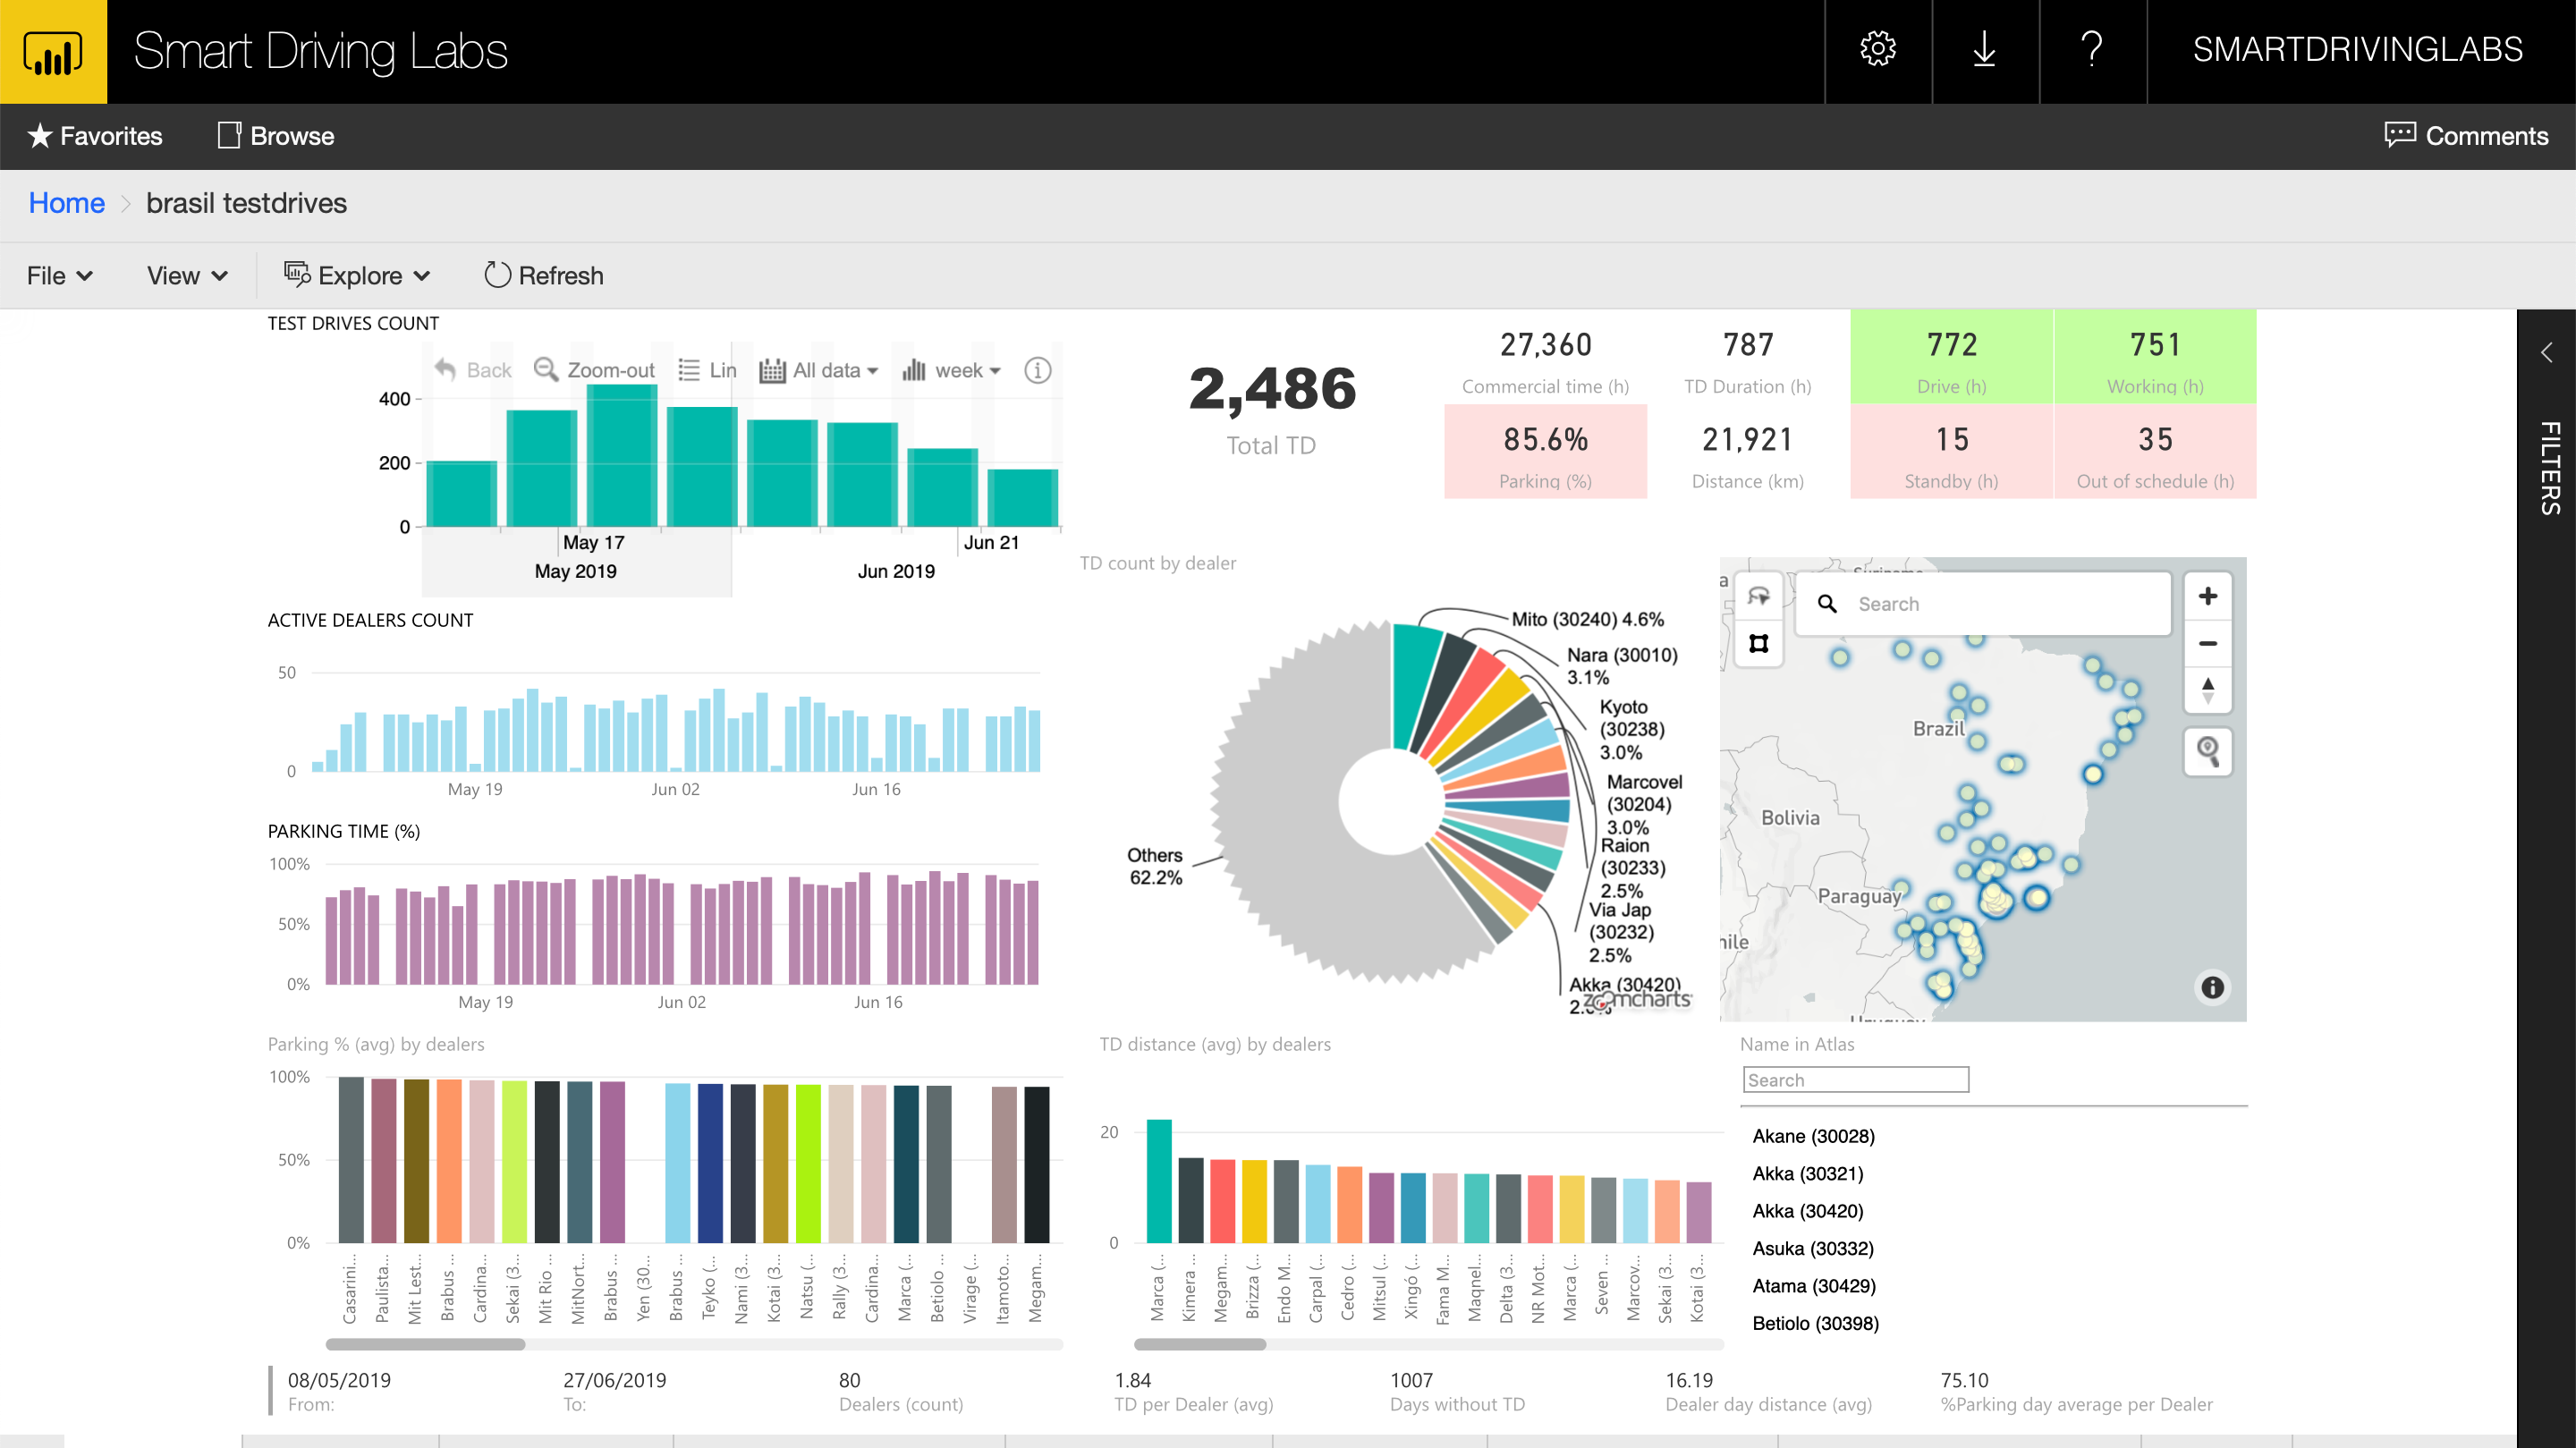 Smart Driving Labs
?
SMARTDRIVINGLABS
Favorites
Browse
Comments
Home > brasil testdrives
File
View
Explore
Refresh
FILTERS
TEST DRIVES COUNT
Back
Zoom-out
Lin
All data
week
400
200
0
May 17
Jun 21
May 2019
Jun 2019
2,486
Total TD
27,360
Commercial time (h)
787
TD Duration (h)
772
Drive (h)
751
Working (h)
85.6%
Parking (%)
21,921
Distance (km)
15
Standby (h)
35
Out of schedule (h)
ACTIVE DEALERS COUNT
50
0
May 19
Jun 02
Jun 16
PARKING TIME (%)
100%
50%
0%
May 19
Jun 02
Jun 16
TD count by dealer
Mito (30240) 4.6%
Nara (30010)
3.1%
Kyoto
(30238)
3.0%
Marcovel
(30204)
3.0%
Raion
(30233)
2.5%
Via Jap
(30232)
2.5%
Akka (30420)
zoomcharts
Others
62.2%
Search
Brazil
Bolivia
Paraguay
Parking % (avg) by dealers
100%
50%
0%
Casarini...
Paulista...
Mit Lest...
Brabus ...
Cardina...
Sekai (3...
Mit Rio ...
MitNort...
Brabus ...
Yen (30...
Brabus ...
Teyko (...
Nami (3...
Kotai (3...
Natsu (...
Rally (3...
Cardina...
Marca (...
Betiolo ...
Virage (...
Itamoto...
Megam...
TD distance (avg) by dealers
20
0
Marca (...
Kimera ...
Megam...
Brizza (...
Endo M...
Carpal (...
Cedro (...
Mitsul (...
Xingó (...
Fama M...
Maqnel...
Delta (3...
NR Mot...
Marca (...
Seven ...
Marcov...
Sekai (3...
Kotai (3...
Name in Atlas
Search
Akane (30028)
Akka (30321)
Akka (30420)
Asuka (30332)
Atama (30429)
Betiolo (30398)
08/05/2019
From:
27/06/2019
To:
80
Dealers (count)
1.84
TD per Dealer (avg)
1007
Days without TD
16.19
Dealer day distance (avg)
75.10
%Parking day average per Dealer